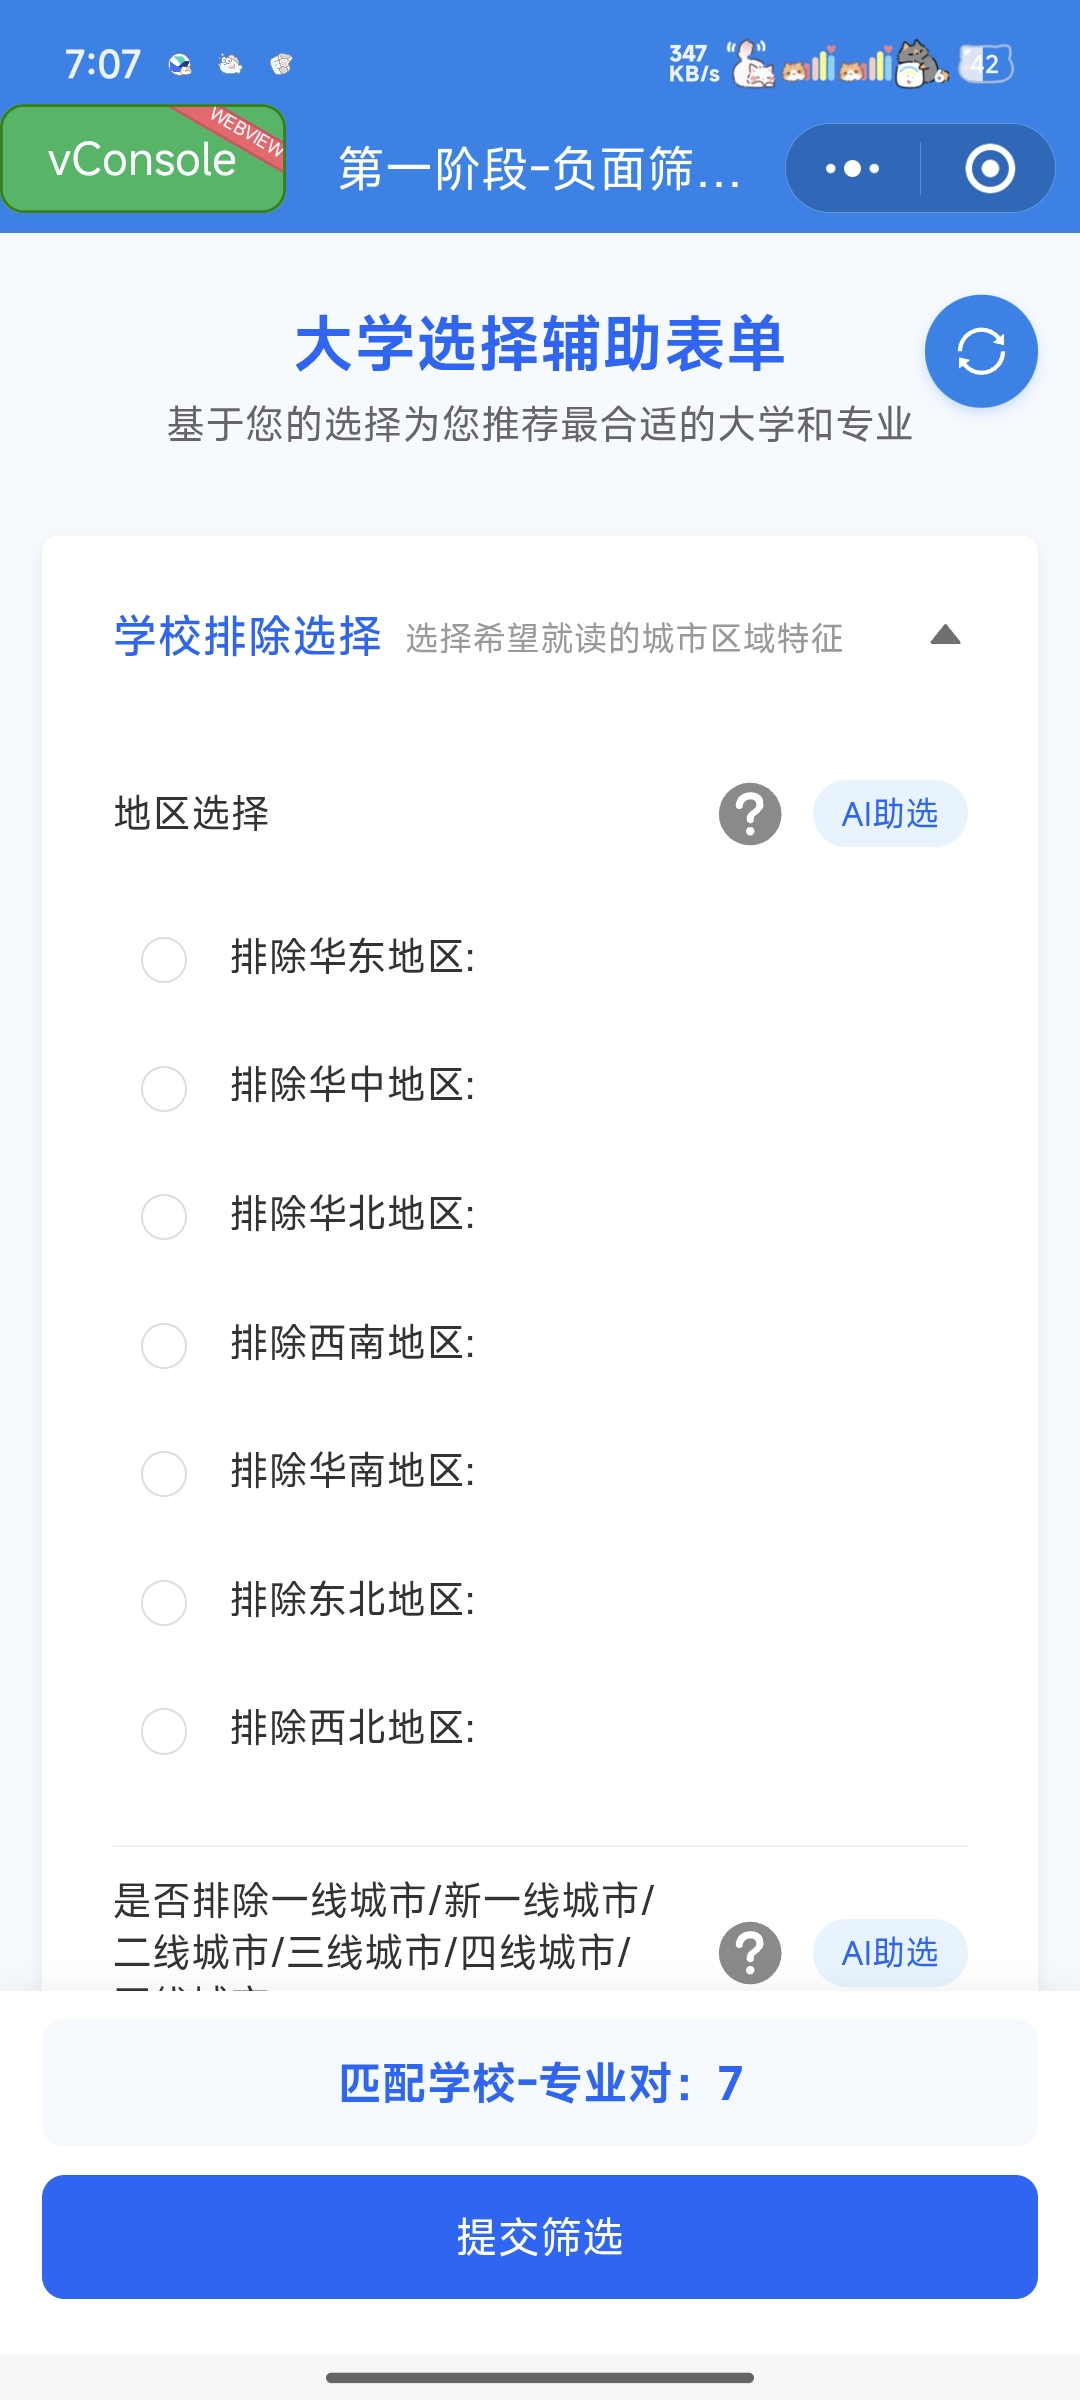 7:07
347
KB/s
6
42
vConsole
WEBVIEW
第一阶段-负面筛...
大学选择辅助表单
基于您的选择为您推荐最合适的大学和专业
学校排除选择 选择希望就读的城市区域特征
地区选择
AI助选
排除华东地区:
排除华中地区:
排除华北地区:
排除西南地区:
排除华南地区:
排除东北地区:
排除西北地区:
是否排除一线城市/新一线城市/
二线城市/三线城市/四线城市/
AI助选
匹配学校-专业对：7
提交筛选